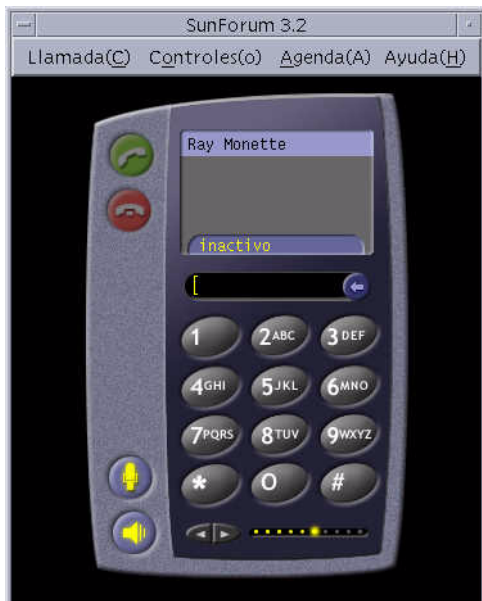 SunForum 3.2
Llamada(C) Controles(o) Agenda(A) Ayuda(H)
Ray Monette
inactivo
[
1 2ABC 3DEF
4GHI 5JKL 6MNO
7PQRS 8TUV 9WXYZ
* 0 #